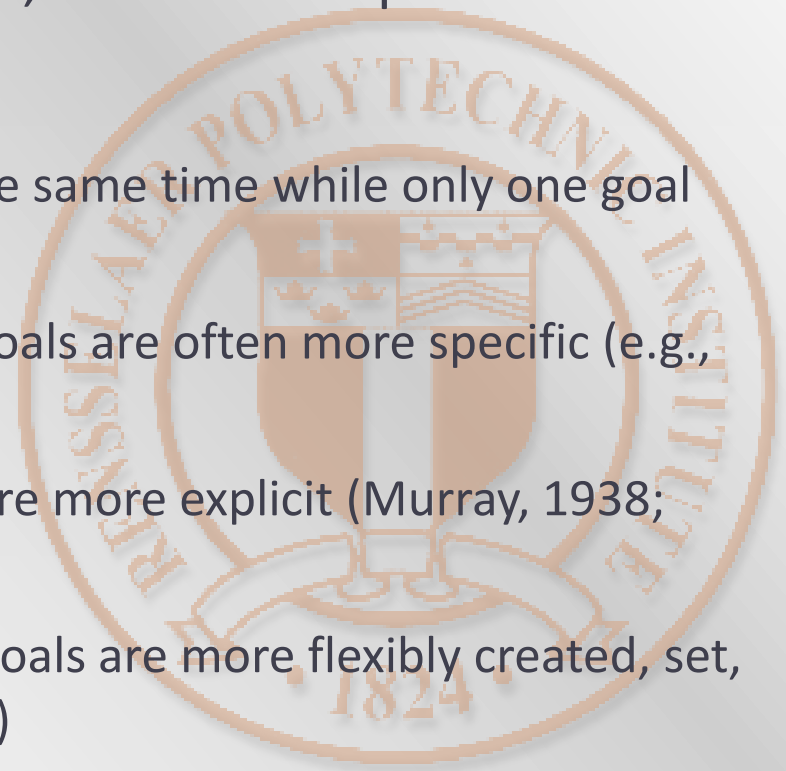 e same time while only one goal
oals are often more specific (e.g.,
re more explicit (Murray, 1938;
oals are more flexibly created, set,
)
RENSSELAER POLYTECHNIC INSTITUTE
• 1824 •